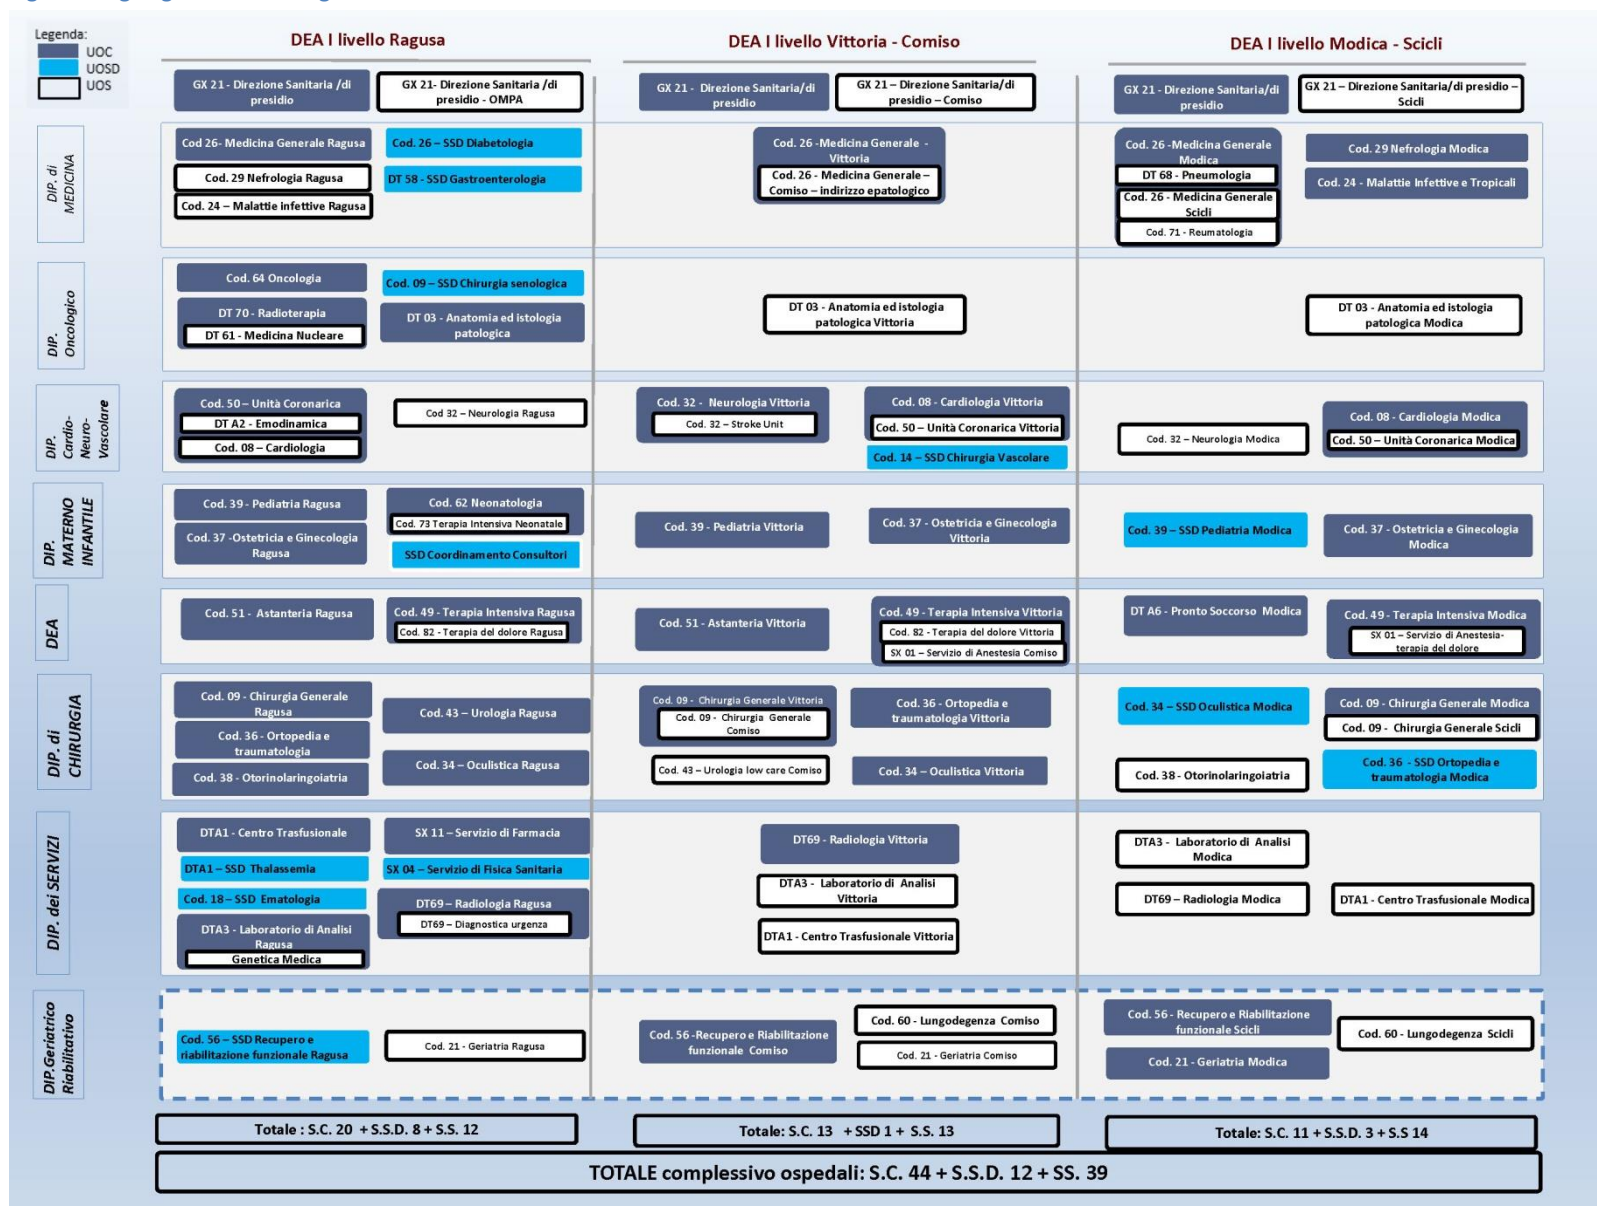 Legenda:
UOC
UOSD
UOS
DEA I livello Ragusa
DEA I livello Vittoria - Comiso
DEA I livello Modica - Scicli
GX 21 - Direzione Sanitaria /di
presidio
GX 21- Direzione Sanitaria /di
presidio - OMPA
GX 21 - Direzione Sanitaria/di
presidio
GX 21 – Direzione Sanitaria/di
presidio – Comiso
GX 21 - Direzione Sanitaria/di
presidio
GX 21 – Direzione Sanitaria/di presidio –
Scicli
DIP. di
MEDICINA
Cod 26- Medicina Generale Ragusa
Cod. 29 Nefrologia Ragusa
Cod. 24 – Malattie infettive Ragusa
Cod. 26 – SSD Diabetologia
DT 58 - SSD Gastroenterologia
Cod. 26 -Medicina Generale -
Vittoria
Cod. 26 - Medicina Generale –
Comiso – indirizzo epatologico
Cod. 26 -Medicina Generale
Modica
DT 68 - Pneumologia
Cod. 26 - Medicina Generale
Scicli
Cod. 71 - Reumatologia
Cod. 29 Nefrologia Modica
Cod. 24 - Malattie Infettive e Tropicali
DIP.
Oncologico
Cod. 64 Oncologia
DT 70 - Radioterapia
DT 61 - Medicina Nucleare
Cod. 09 – SSD Chirurgia senologica
DT 03 - Anatomia ed istologia
patologica
DT 03 - Anatomia ed istologia
patologica Vittoria
DT 03 - Anatomia ed istologia
patologica Modica
DIP.
Cardio-
Neuro-
Vascolare
Cod. 50 – Unità Coronarica
DT A2 - Emodinamica
Cod. 08 – Cardiologia
Cod 32 – Neurologia Ragusa
Cod. 32 - Neurologia Vittoria
Cod. 32 – Stroke Unit
Cod. 08 - Cardiologia Vittoria
Cod. 50 – Unità Coronarica Vittoria
Cod. 14 – SSD Chirurgia Vascolare
Cod. 32 – Neurologia Modica
Cod. 08 - Cardiologia Modica
Cod. 50 – Unità Coronarica Modica
DIP.
MATERNO
INFANTILE
Cod. 39 - Pediatria Ragusa
Cod. 37 -Ostetricia e Ginecologia
Ragusa
Cod. 62 Neonatologia
Cod. 73 Terapia Intensiva Neonatale
SSD Coordinamento Consultori
Cod. 39 - Pediatria Vittoria
Cod. 37 - Ostetricia e Ginecologia
Vittoria
Cod. 39 – SSD Pediatria Modica
Cod. 37 - Ostetricia e Ginecologia
Modica
DEA
Cod. 51 - Astanteria Ragusa
Cod. 49 - Terapia Intensiva Ragusa
Cod. 82 - Terapia del dolore Ragusa
Cod. 51 - Astanteria Vittoria
Cod. 49 - Terapia Intensiva Vittoria
Cod. 82 - Terapia del dolore Vittoria
SX 01 – Servizio di Anestesia Comiso
DT A6 - Pronto Soccorso Modica
Cod. 49 - Terapia Intensiva Modica
SX 01 – Servizio di Anestesia-
terapia del dolore
DIP. di
CHIRURGIA
Cod. 09 - Chirurgia Generale
Ragusa
Cod. 36 - Ortopedia e
traumatologia
Cod. 38 - Otorinolaringoiatria
Cod. 43 – Urologia Ragusa
Cod. 34 – Oculistica Ragusa
Cod. 09 - Chirurgia Generale Vittoria
Cod. 09 - Chirurgia Generale
Comiso
Cod. 43 – Urologia low care Comiso
Cod. 36 - Ortopedia e
traumatologia Vittoria
Cod. 34 – Oculistica Vittoria
Cod. 34 – SSD Oculistica Modica
Cod. 38 - Otorinolaringoiatria
Cod. 09 - Chirurgia Generale Modica
Cod. 09 - Chirurgia Generale Scicli
Cod. 36 - SSD Ortopedia e
traumatologia Modica
DIP. dei SERVIZI
DTA1 - Centro Trasfusionale
DTA1 – SSD Thalassemia
Cod. 18 – SSD Ematologia
DTA3 - Laboratorio di Analisi
Ragusa
Genetica Medica
SX 11 – Servizio di Farmacia
SX 04 – Servizio di Fisica Sanitaria
DT69 – Radiologia Ragusa
DT69 – Diagnostica urgenza
DT69 - Radiologia Vittoria
DTA3 - Laboratorio di Analisi
Vittoria
DTA1 - Centro Trasfusionale Vittoria
DTA3 - Laboratorio di Analisi
Modica
DT69 – Radiologia Modica
DTA1 - Centro Trasfusionale Modica
DIP.Geriatrico
Riabilitativo
Cod. 56 – SSD Recupero e
riabilitazione funzionale Ragusa
Cod. 21 - Geriatria Ragusa
Cod. 56 -Recupero e Riabilitazione
funzionale Comiso
Cod. 60 - Lungodegenza Comiso
Cod. 21 - Geriatria Comiso
Cod. 56 - Recupero e Riabilitazione
funzionale Scicli
Cod. 21 - Geriatria Modica
Cod. 60 - Lungodegenza Scicli
Totale : S.C. 20 + S.S.D. 8 + S.S. 12
Totale: S.C. 13 + SSD 1 + S.S. 13
Totale: S.C. 11 + S.S.D. 3 + S.S 14
TOTALE complessivo ospedali: S.C. 44 + S.S.D. 12 + SS. 39